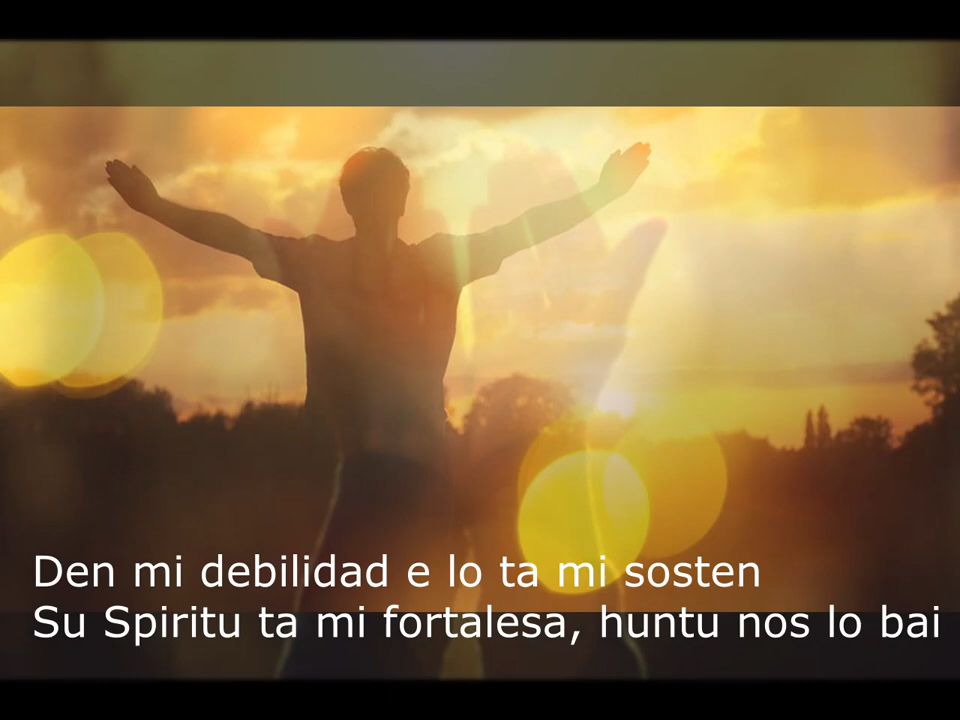 Den mi debilidad e lo ta mi sosten
Su Spiritu ta mi fortalesa, huntu nos lo bai